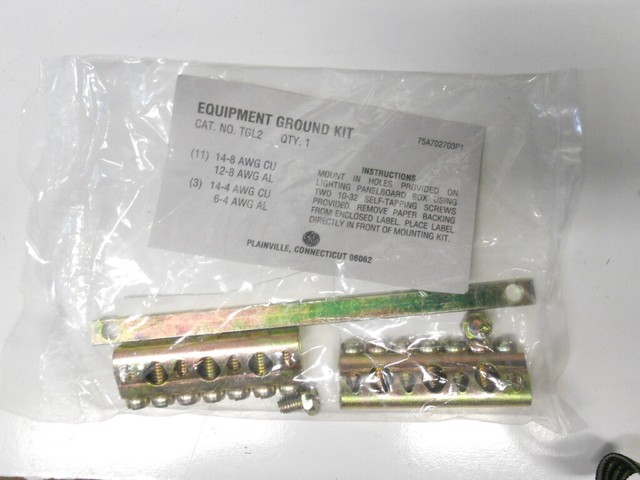 EQUIPMENT GROUND KIT
CAT. NO. TGL2 QTY. 1
75A702703P1
(11) 14-8 AWG CU
12-8 AWG AL
(3) 14-4 AWG CU
6-4 AWG AL
INSTRUCTIONS
MOUNT IN HOLES PROVIDED ON
LIGHTING PANELBOARD BOX USING
TWO 10-32 SELF-TAPPING SCREWS
PROVIDED. REMOVE PAPER BACKING
FROM ENCLOSED LABEL. PLACE LABEL
DIRECTLY IN FRONT OF MOUNTING KIT.
PLAINVILLE, CONNECTICUT 06062